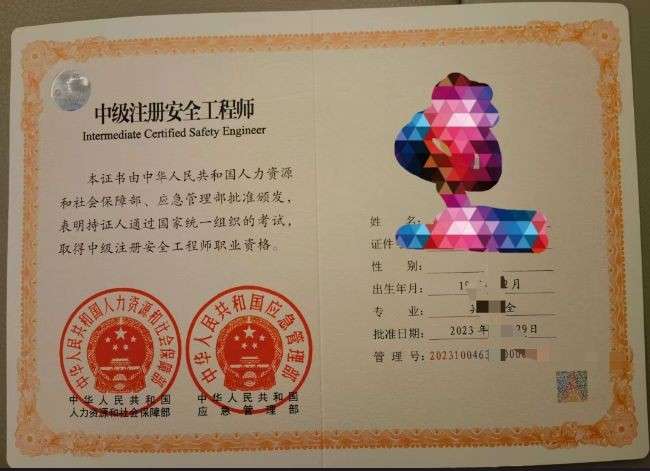 中级注册安全工程师
Intermediate Certified Safety Engineer
本证书由中华人民共和国人力资源
和社会保障部、应急管理部批准颁发，
表明持证人通过国家统一组织的考试，
取得中级注册安全工程师职业资格。
中华人民共和国人力资源和社会保障部
中华人民共和国应急管理部
中华人民共和国
人力资源和社会保障部
中华人民共和国
应急管理部
姓 名：
证件
性 别：
出生年月： 19 2月
专 业： 全
批准日期： 2023 年 29日
管 理 号： 2023100463